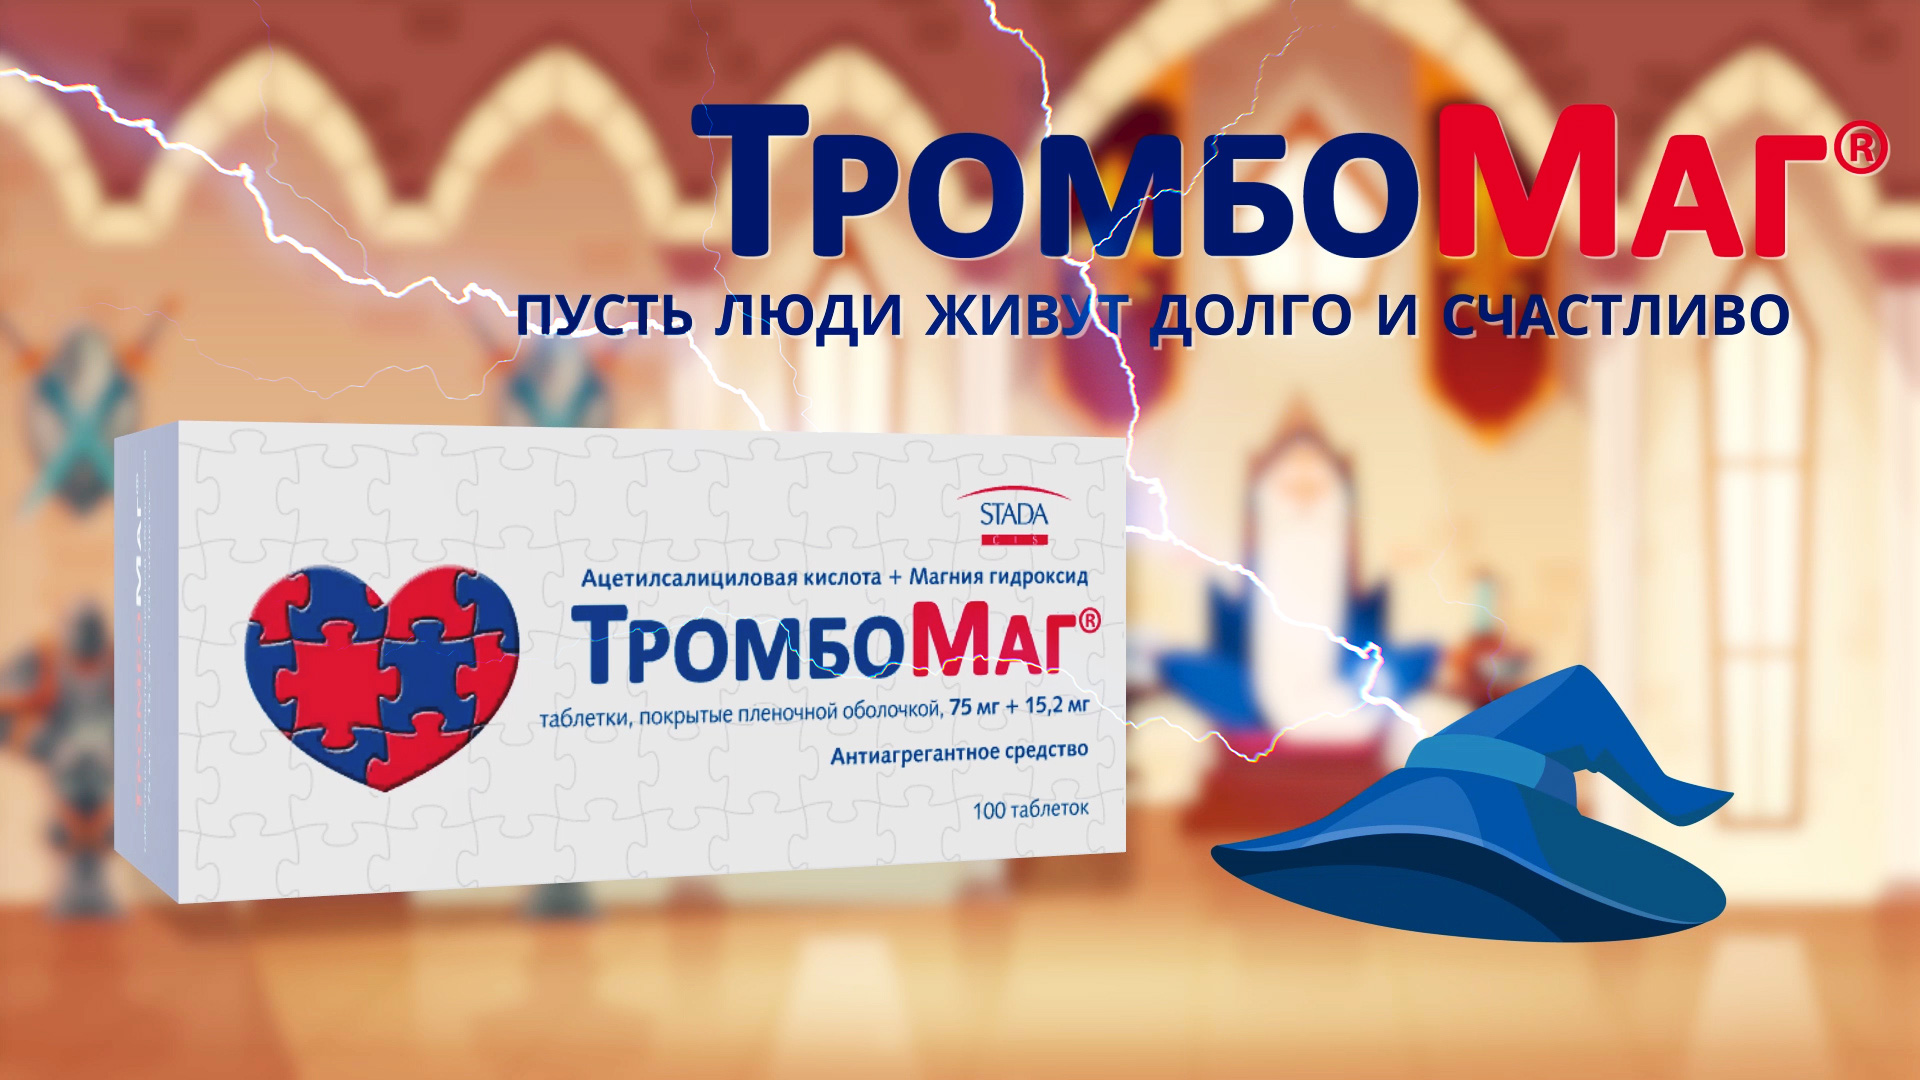 ТромбоМаг®
ПУСТЬ ЛЮДИ ЖИВУТ ДОЛГО И СЧАСТЛИВО
STADA
CIS
Ацетилсалициловая кислота + Магния гидроксид
ТромбоМаг®
таблетки, покрытые пленочной оболочкой, 75 мг + 15,2 мг
Антиагрегантное средство
100 таблеток